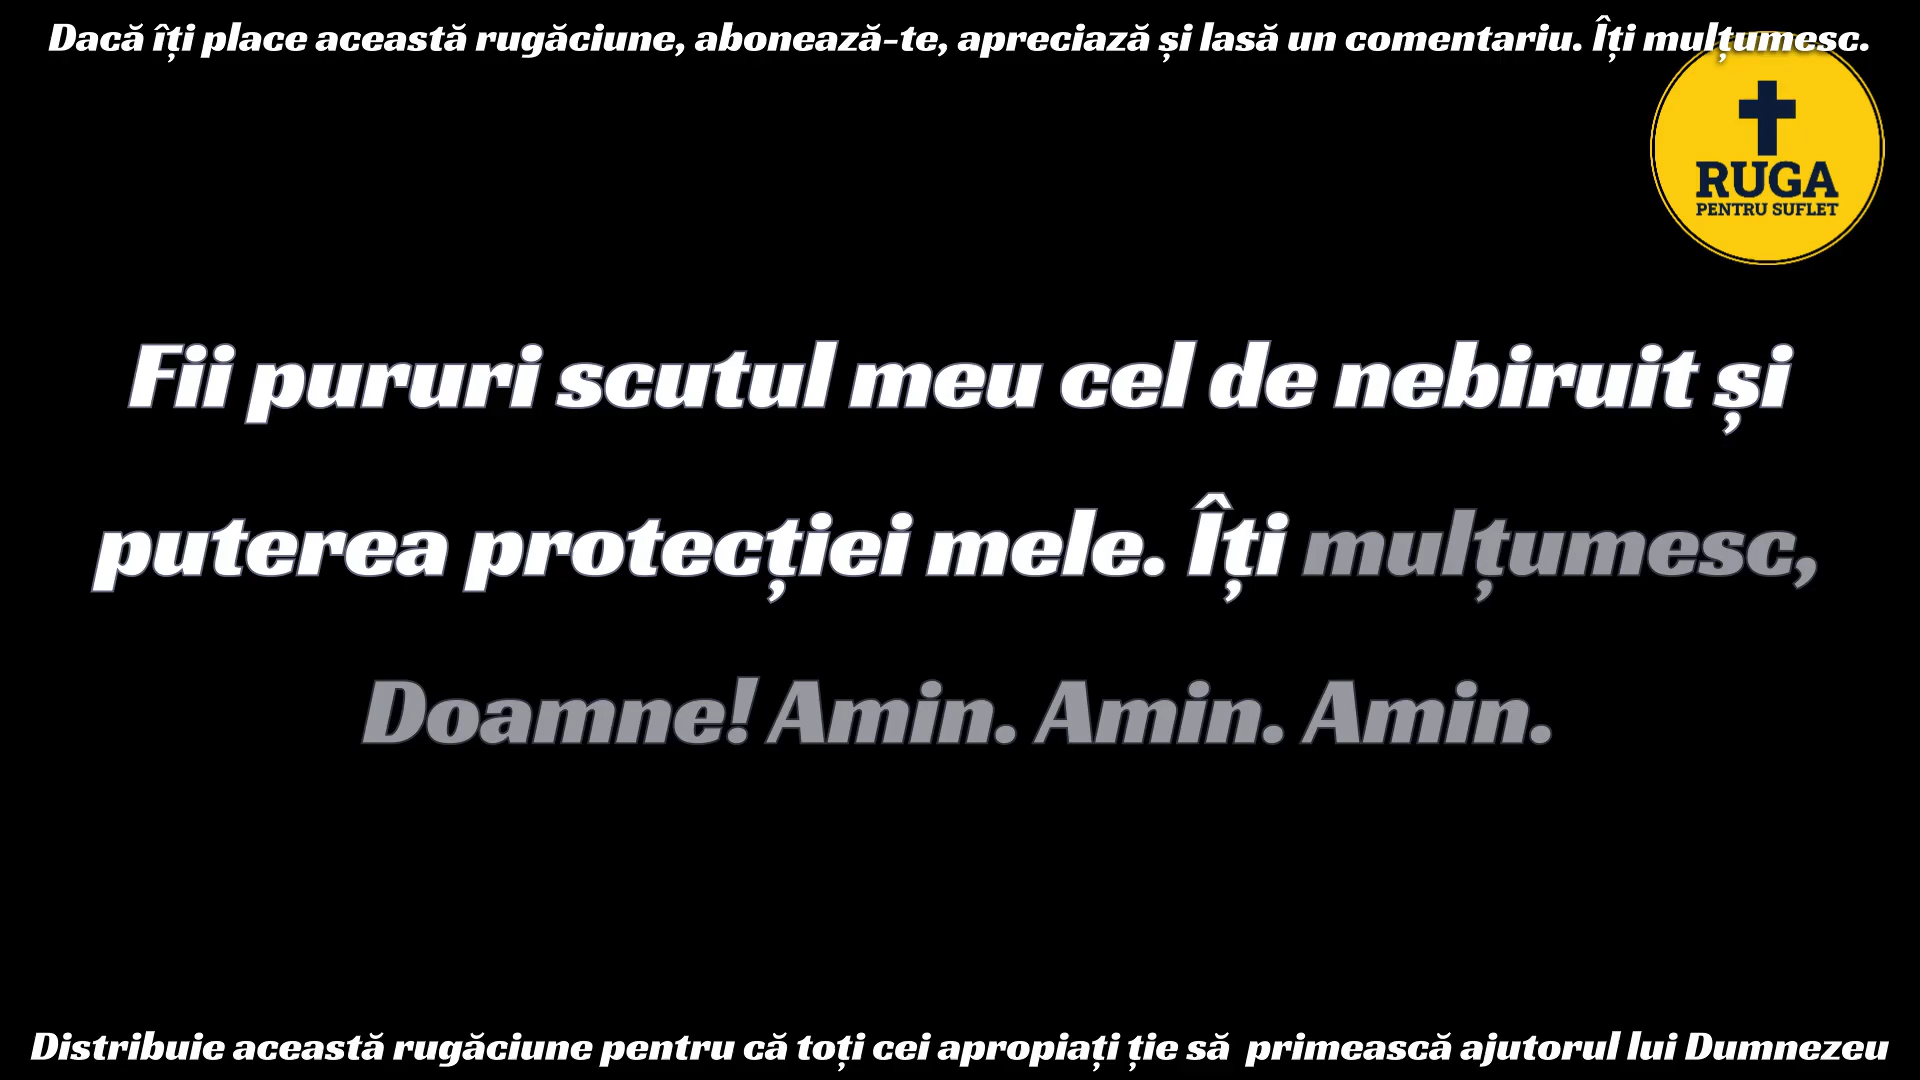 Dacă îți place această rugăciune, abonează-te, apreciază și lasă un comentariu. Îți mulțumesc.
RUGA
PENTRU SUFLET
Fii pururi scutul meu cel de nebiruit și
puterea protecției mele. Îți mulțumesc,
Doamne! Amin. Amin. Amin.
Distribuie această rugăciune pentru că toți cei apropiați ție să  primească ajutorul lui Dumnezeu